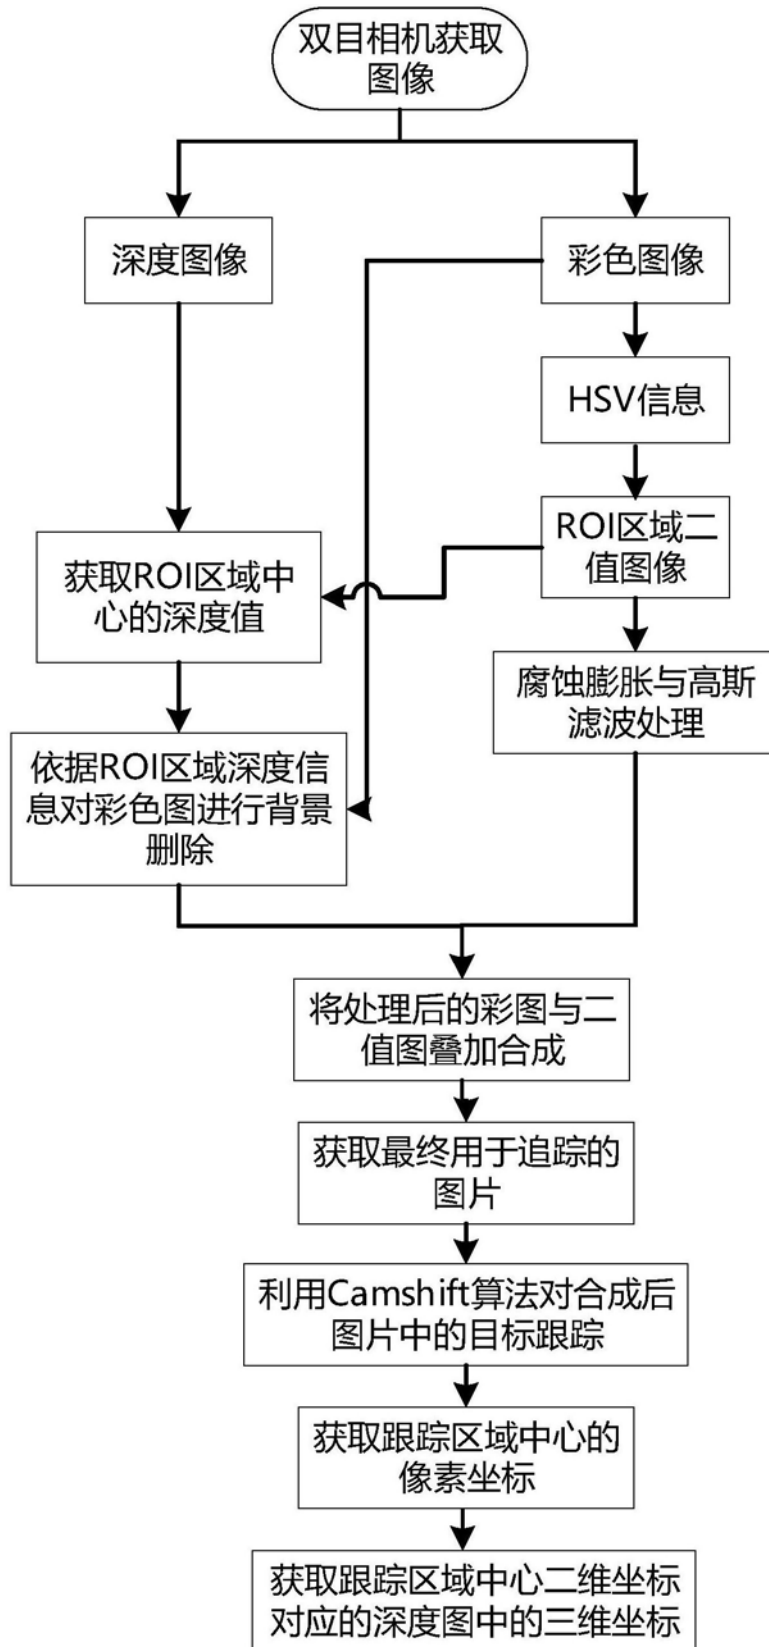 双目相机获取
图像
深度图像
彩色图像
HSV信息
ROI区域二
值图像
获取ROI区域中
心的深度值
腐蚀膨胀与高斯
滤波处理
依据ROI区域深度信
息对彩色图进行背景
删除
将处理后的彩图与二
值图叠加合成
获取最终用于追踪的
图片
利用Camshift算法对合成后
图片中的目标跟踪
获取跟踪区域中心的
像素坐标
获取跟踪区域中心二维坐标
对应的深度图中的三维坐标